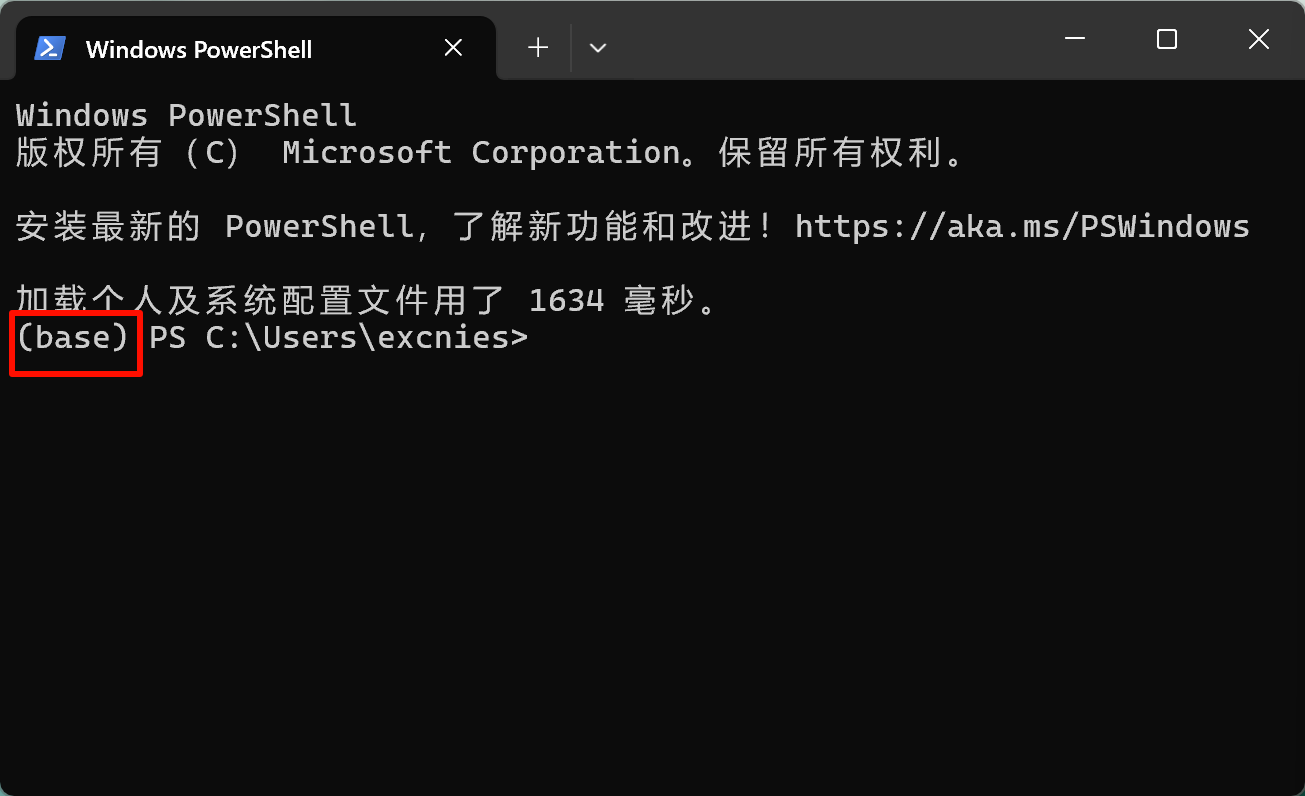 Windows PowerShell
Windows PowerShell
版权所有（C） Microsoft Corporation。保留所有权利。
安装最新的 PowerShell，了解新功能和改进！https://aka.ms/PSWindows
加载个人及系统配置文件用了 1634 毫秒。
(base) PS C:\Users\excnies>